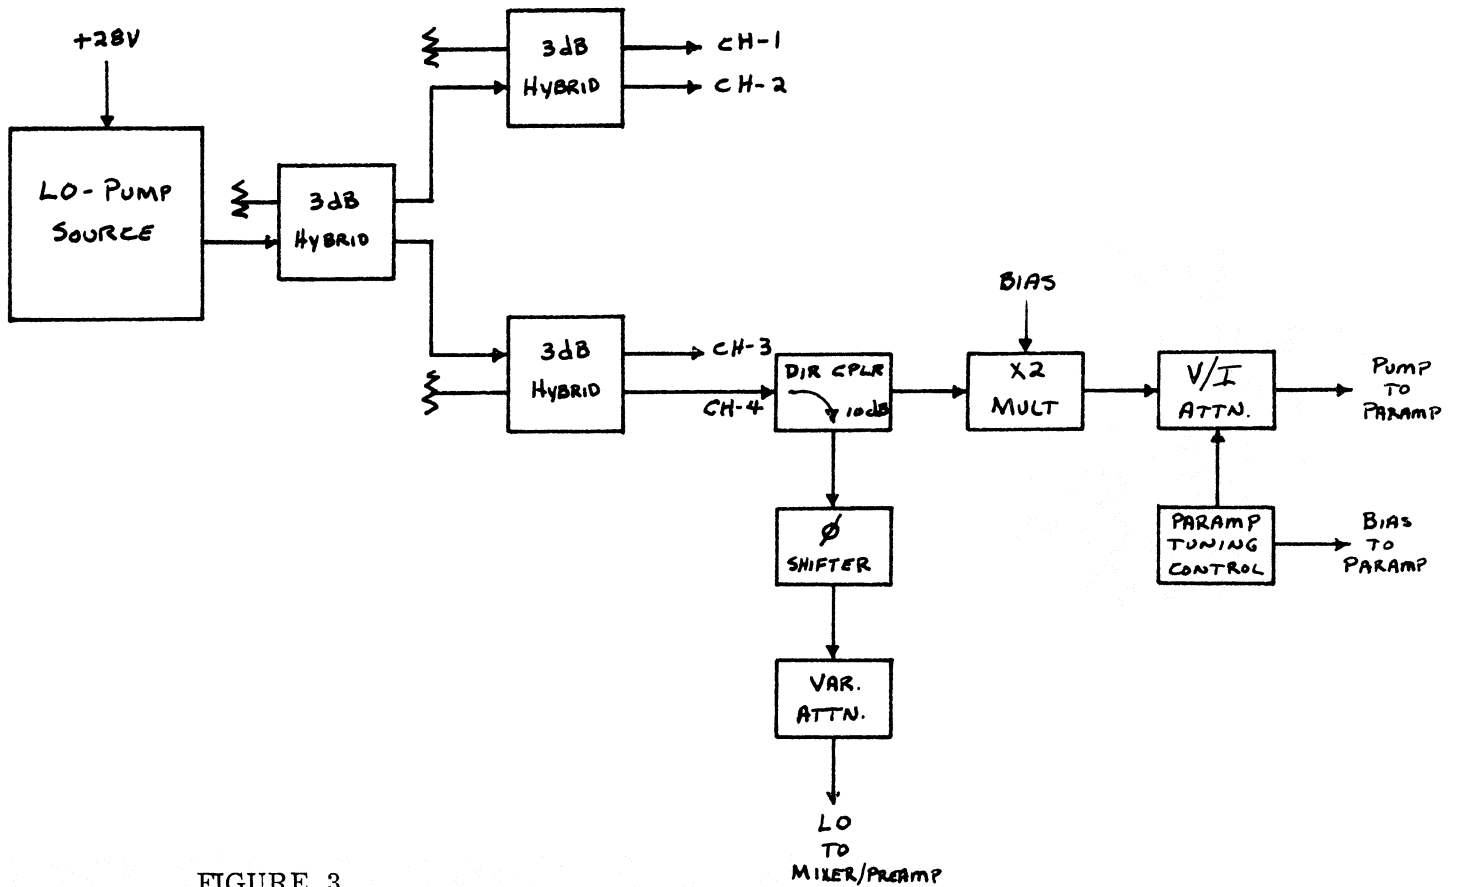 +28V
LO-PUMP
SOURCE
3dB
HYBRID
3dB
HYBRID
CH-1
CH-2
3dB
HYBRID
CH-3
CH-4
DIR CPLR
10dB
BIAS
X2
MULT
V/I
ATTN.
PUMP
TO
PARAMP
PARAMP
TUNING
CONTROL
BIAS
TO
PARAMP
Ø
SHIFTER
VAR.
ATTN.
LO
TO
MIXER/PREAMP
FIGURE 3